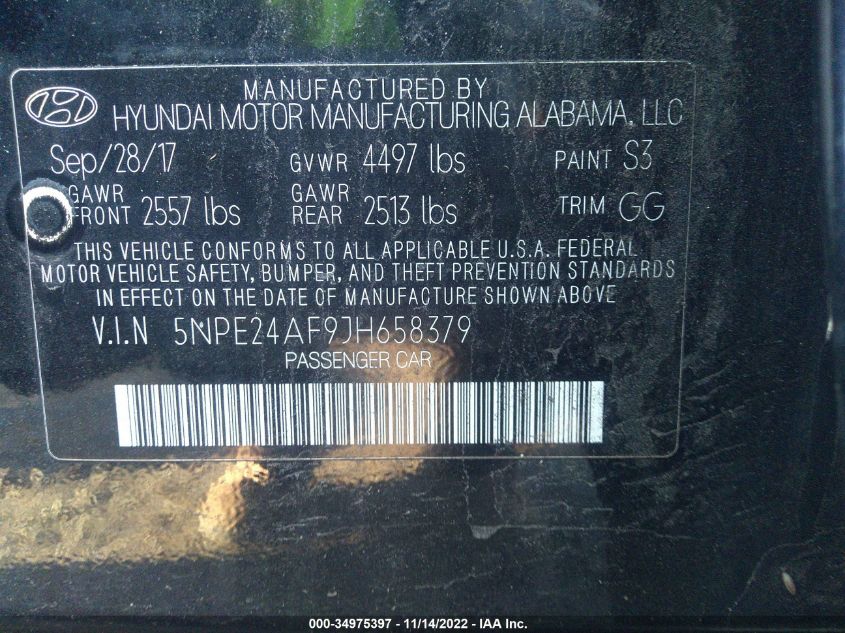 MANUFACTURED BY
HYUNDAI MOTOR MANUFACTURING ALABAMA, LLC
Sep/28/17 GVWR 4497 lbs PAINT S3
GAWR FRONT 2557 lbs GAWR REAR 2513 lbs TRIM GG
THIS VEHICLE CONFORMS TO ALL APPLICABLE U.S.A. FEDERAL
MOTOR VEHICLE SAFETY, BUMPER, AND THEFT PREVENTION STANDARDS
IN EFFECT ON THE DATE OF MANUFACTURE SHOWN ABOVE.
V.I.N 5NPE24AF9JH658379
PASSENGER CAR
000-34975397 - 11/14/2022 - IAA Inc.